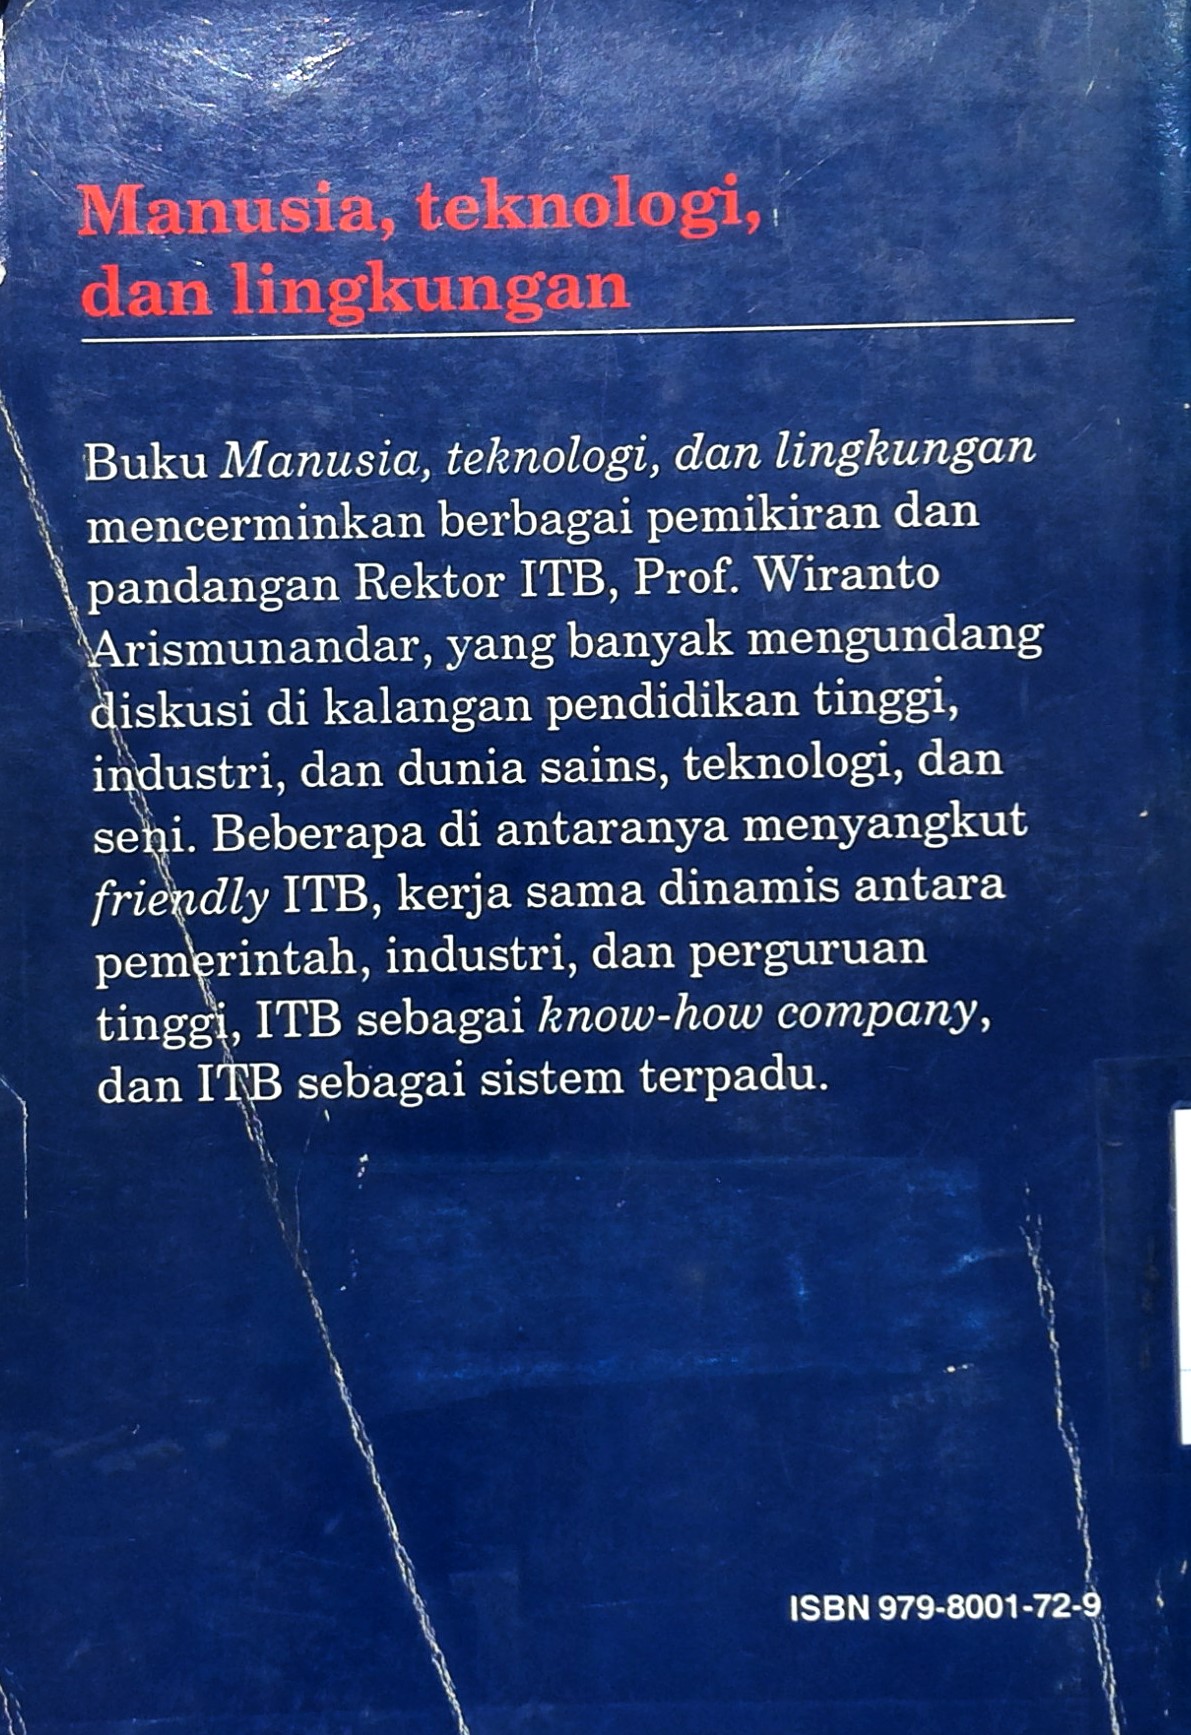 Manusia, teknologi,
dan lingkungan
Buku Manusia, teknologi, dan lingkungan
mencerminkan berbagai pemikiran dan
pandangan Rektor ITB, Prof. Wiranto
Arismunandar, yang banyak mengundang
diskusi di kalangan pendidikan tinggi,
industri, dan dunia sains, teknologi, dan
seni. Beberapa di antaranya menyangkut
friendly ITB, kerja sama dinamis antara
pemerintah, industri, dan perguruan
tinggi, ITB sebagai know-how company,
dan ITB sebagai sistem terpadu.
ISBN 979-8001-72-9